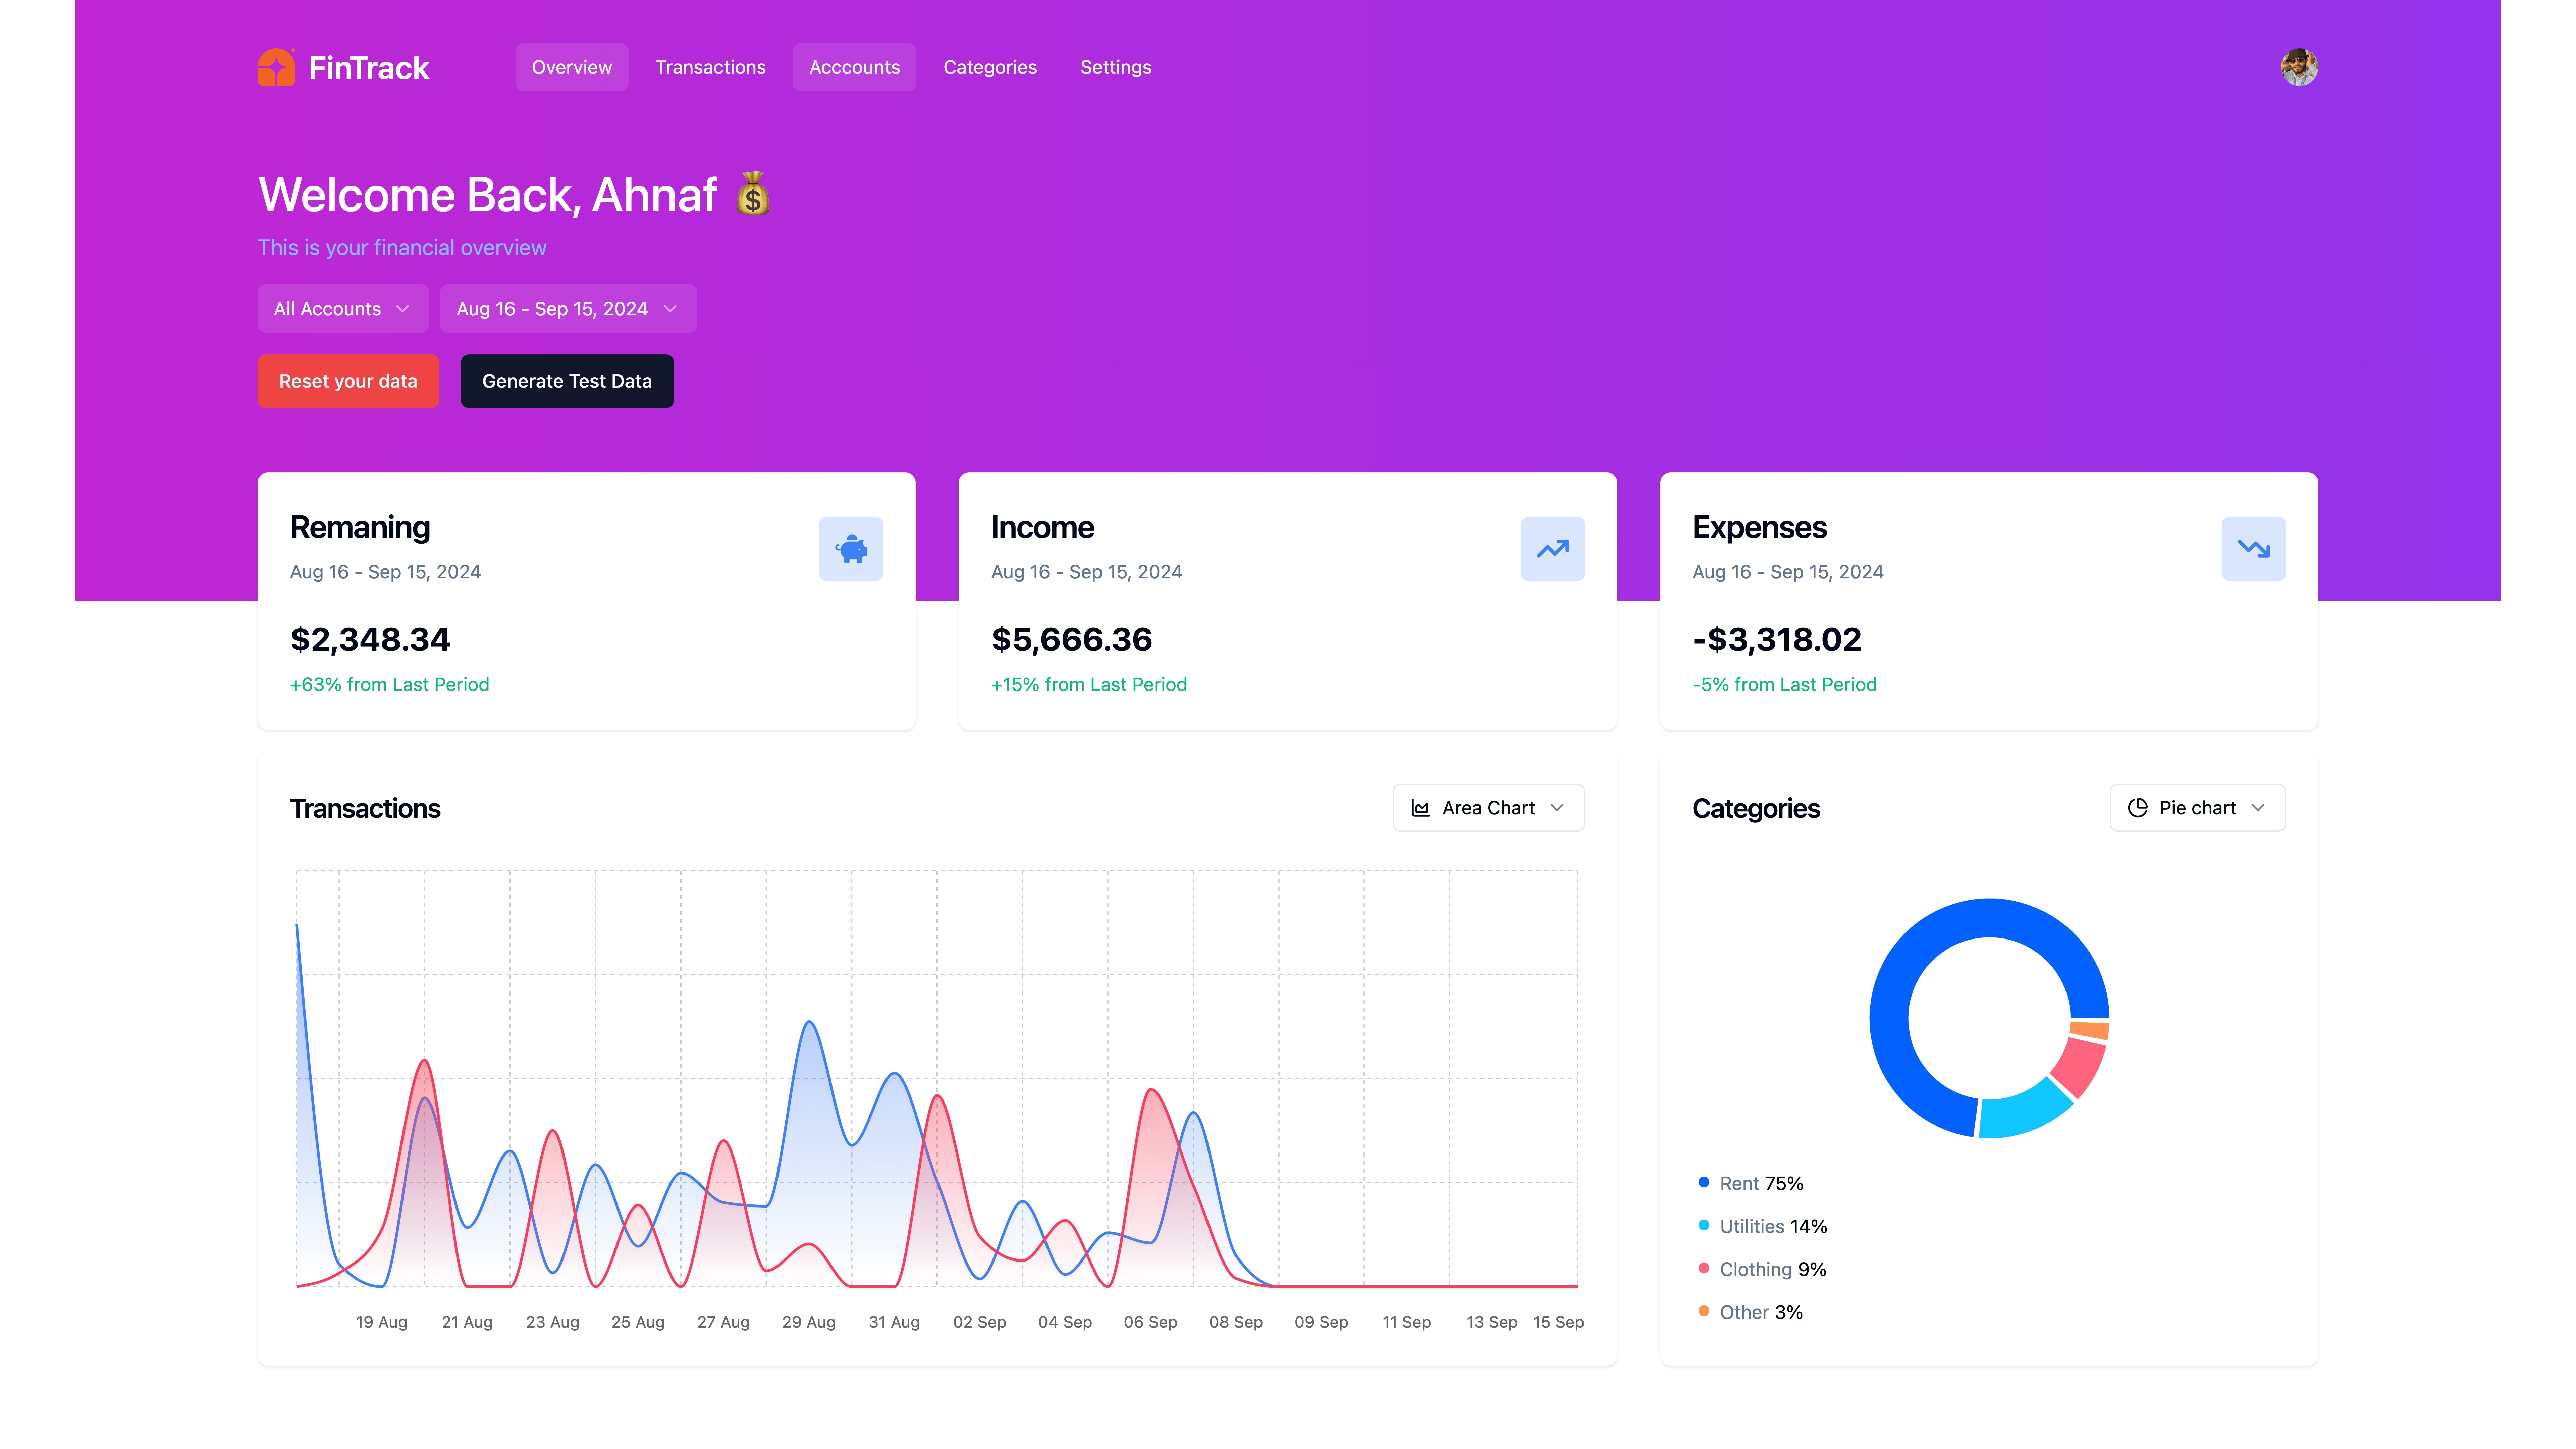 FinTrack Overview Transactions Acccounts Categories Settings
Welcome Back, Ahnaf 💰
This is your financial overview
All Accounts Aug 16 - Sep 15, 2024
Reset your data Generate Test Data
Remaning
Aug 16 - Sep 15, 2024
$2,348.34
+63% from Last Period
Income
Aug 16 - Sep 15, 2024
$5,666.36
+15% from Last Period
Expenses
Aug 16 - Sep 15, 2024
-$3,318.02
-5% from Last Period
Transactions Area Chart
19 Aug 21 Aug 23 Aug 25 Aug 27 Aug 29 Aug 31 Aug 02 Sep 04 Sep 06 Sep 08 Sep 09 Sep 11 Sep 13 Sep 15 Sep
Categories Pie chart
Rent 75%
Utilities 14%
Clothing 9%
Other 3%